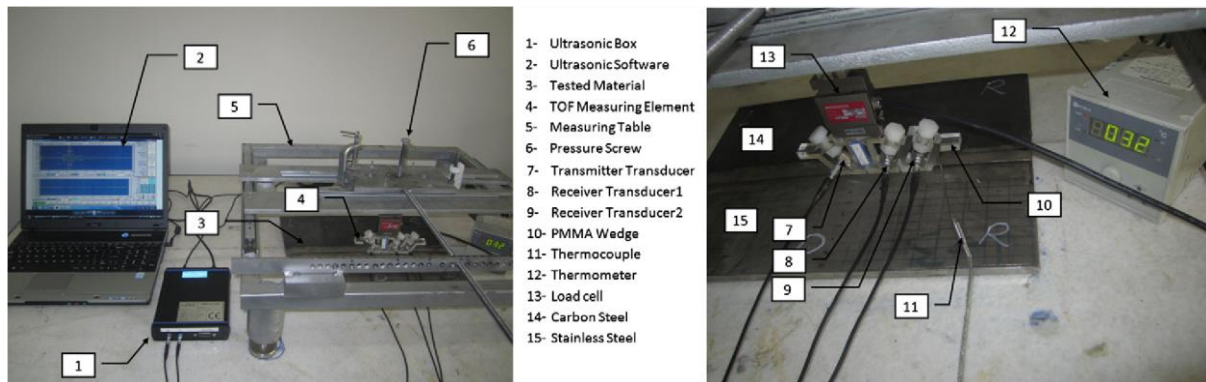 2
6
5
4
3
1
1- Ultrasonic Box
2- Ultrasonic Software
3- Tested Material
4- TOF Measuring Element
5- Measuring Table
6- Pressure Screw
7- Transmitter Transducer
8- Receiver Transducer1
9- Receiver Transducer2
10- PMMA Wedge
11- Thermocouple
12- Thermometer
13- Load cell
14- Carbon Steel
15- Stainless Steel
12
13
R
14
032
°C
10
15
7
8
R
9
11
032